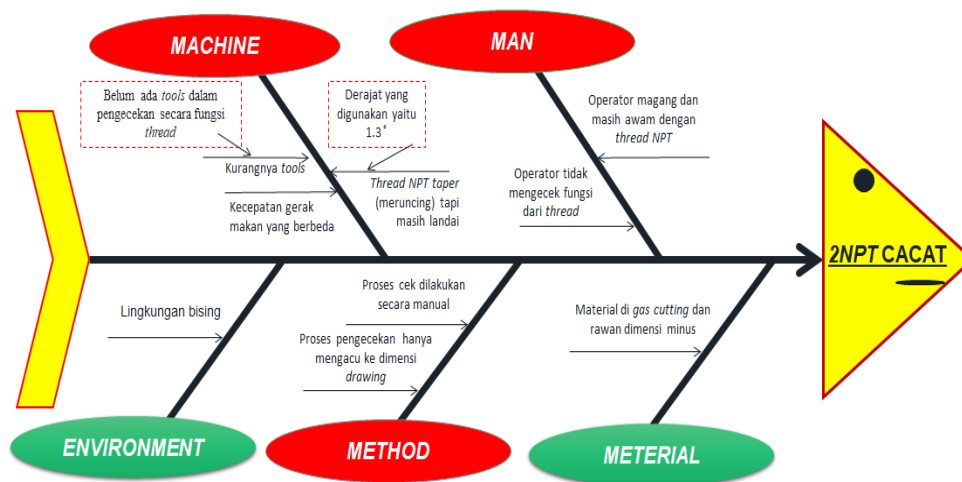 MACHINE
MAN
Belum ada tools dalam
pengecekan secara fungsi
thread
Derajat yang
digunakan yaitu
1.3˚
Kurangnya tools
Thread NPT taper
(meruncing) tapi
masih landai
Kecepatan gerak
makan yang berbeda
Operator magang dan
masih awam dengan
thread NPT
Operator tidak
mengecek fungsi
dari thread
2NPT CACAT
Lingkungan bising
Proses cek dilakukan
secara manual
Proses pengecekan hanya
mengacu ke dimensi
drawing
Material di gas cutting dan
rawan dimensi minus
ENVIRONMENT
METHOD
METERIAL